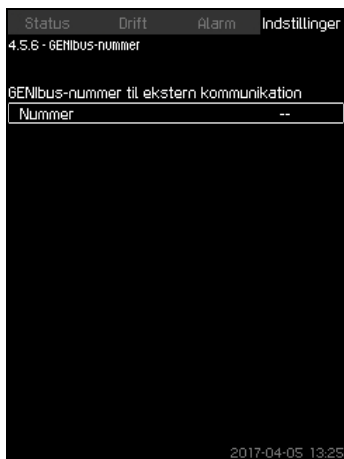 Status Drift Alarm Indstillinger
4.5.6 - GENIbus-nummer
GENIbus-nummer til ekstern kommunikation
Nummer --
2017-04-05 13:25